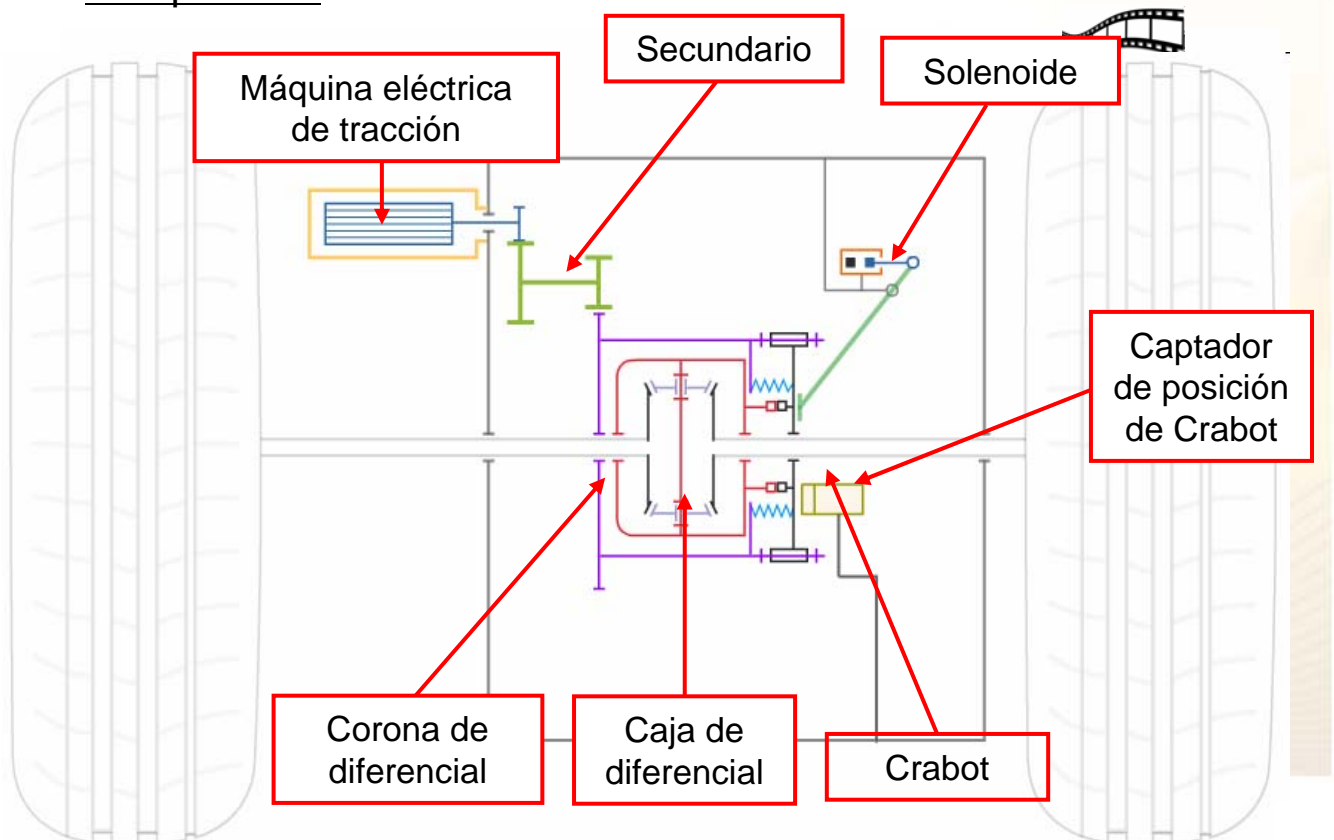 Secundario
Solenoide
Máquina eléctrica
de tracción
Captador
de posición
de Crabot
Corona de
diferencial
Caja de
diferencial
Crabot